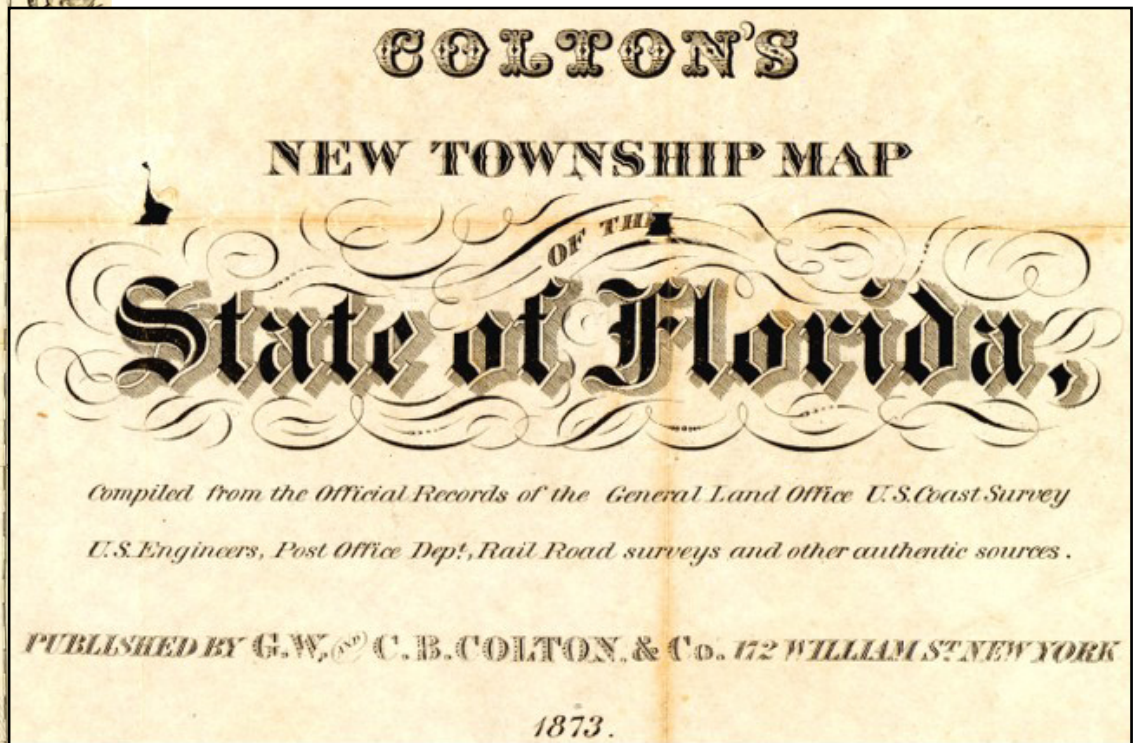 COLTON'S
NEW TOWNSHIP MAP
OF THE
State of Florida,
Compiled from the Official Records of the General Land Office U.S. Coast Survey
U.S. Engineers, Post Office Dept., Rail Road surveys and other authentic sources.
PUBLISHED BY G.W. AND C.B. COLTON, & Co. 172 WILLIAM ST NEW YORK
1873.